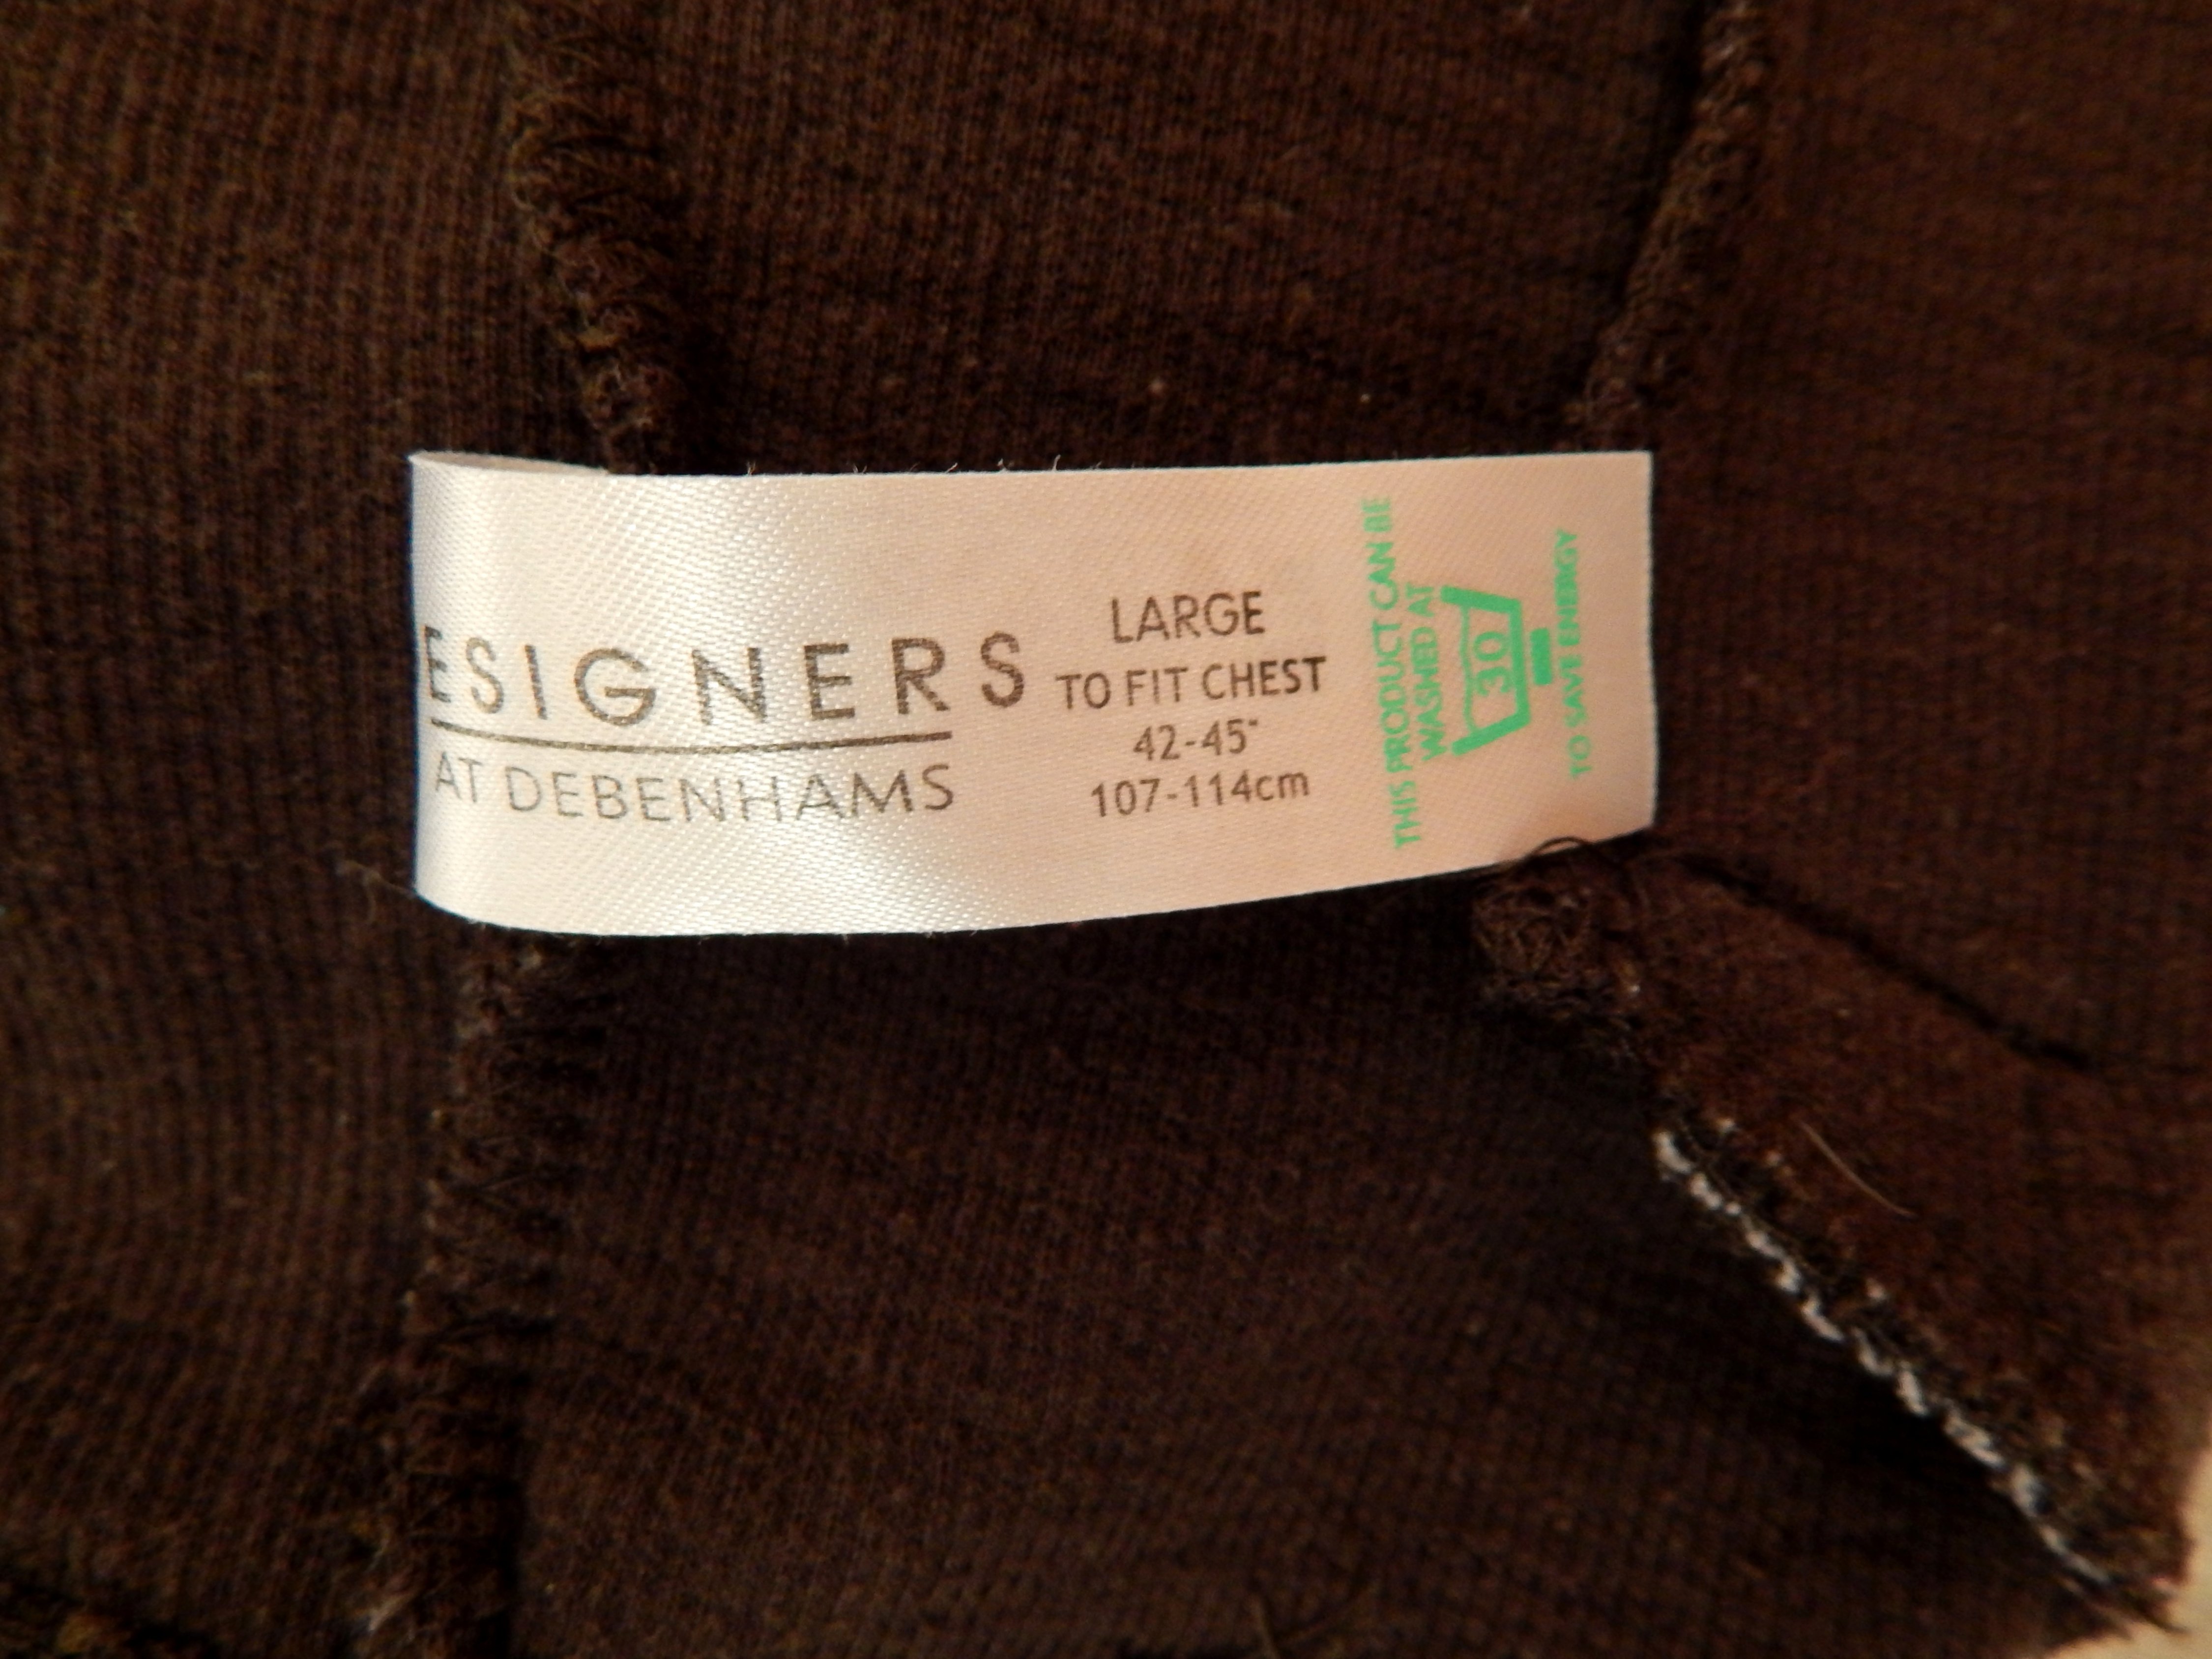 ESIGNERS
AT DEBENHAMS
LARGE
TO FIT CHEST
42-45"
107-114cm
THIS PRODUCT CAN BE
WASHED AT
30
TO SAVE ENERGY